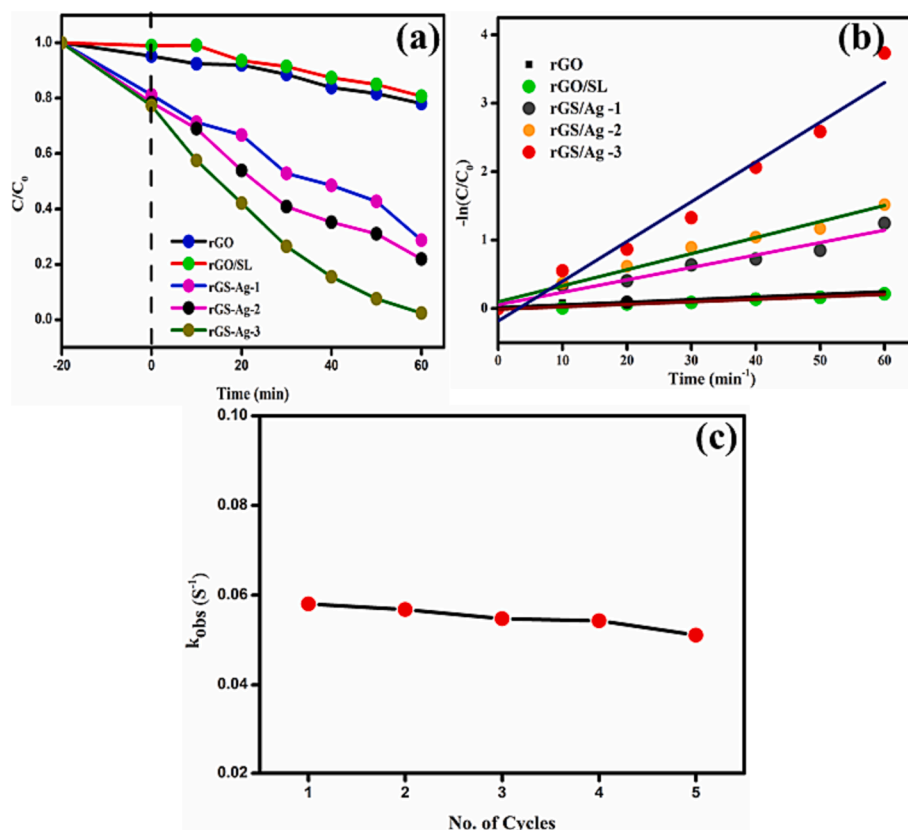 (a)
1.0
0.8
0.6
0.4
0.2
0.0
C/C₀
rGO
rGO/SL
rGS-Ag-1
rGS-Ag-2
rGS-Ag-3
-20 0 20 40 60
Time (min)
(b)
-4
3
2
1
0
-ln(C/C₀)
rGO
rGO/SL
rGS/Ag -1
rGS/Ag -2
rGS/Ag -3
0 10 20 30 40 50 60
Time (min⁻¹)
(c)
0.10
0.08
0.06
0.04
0.02
kobs (S⁻¹)
1 2 3 4 5
No. of Cycles